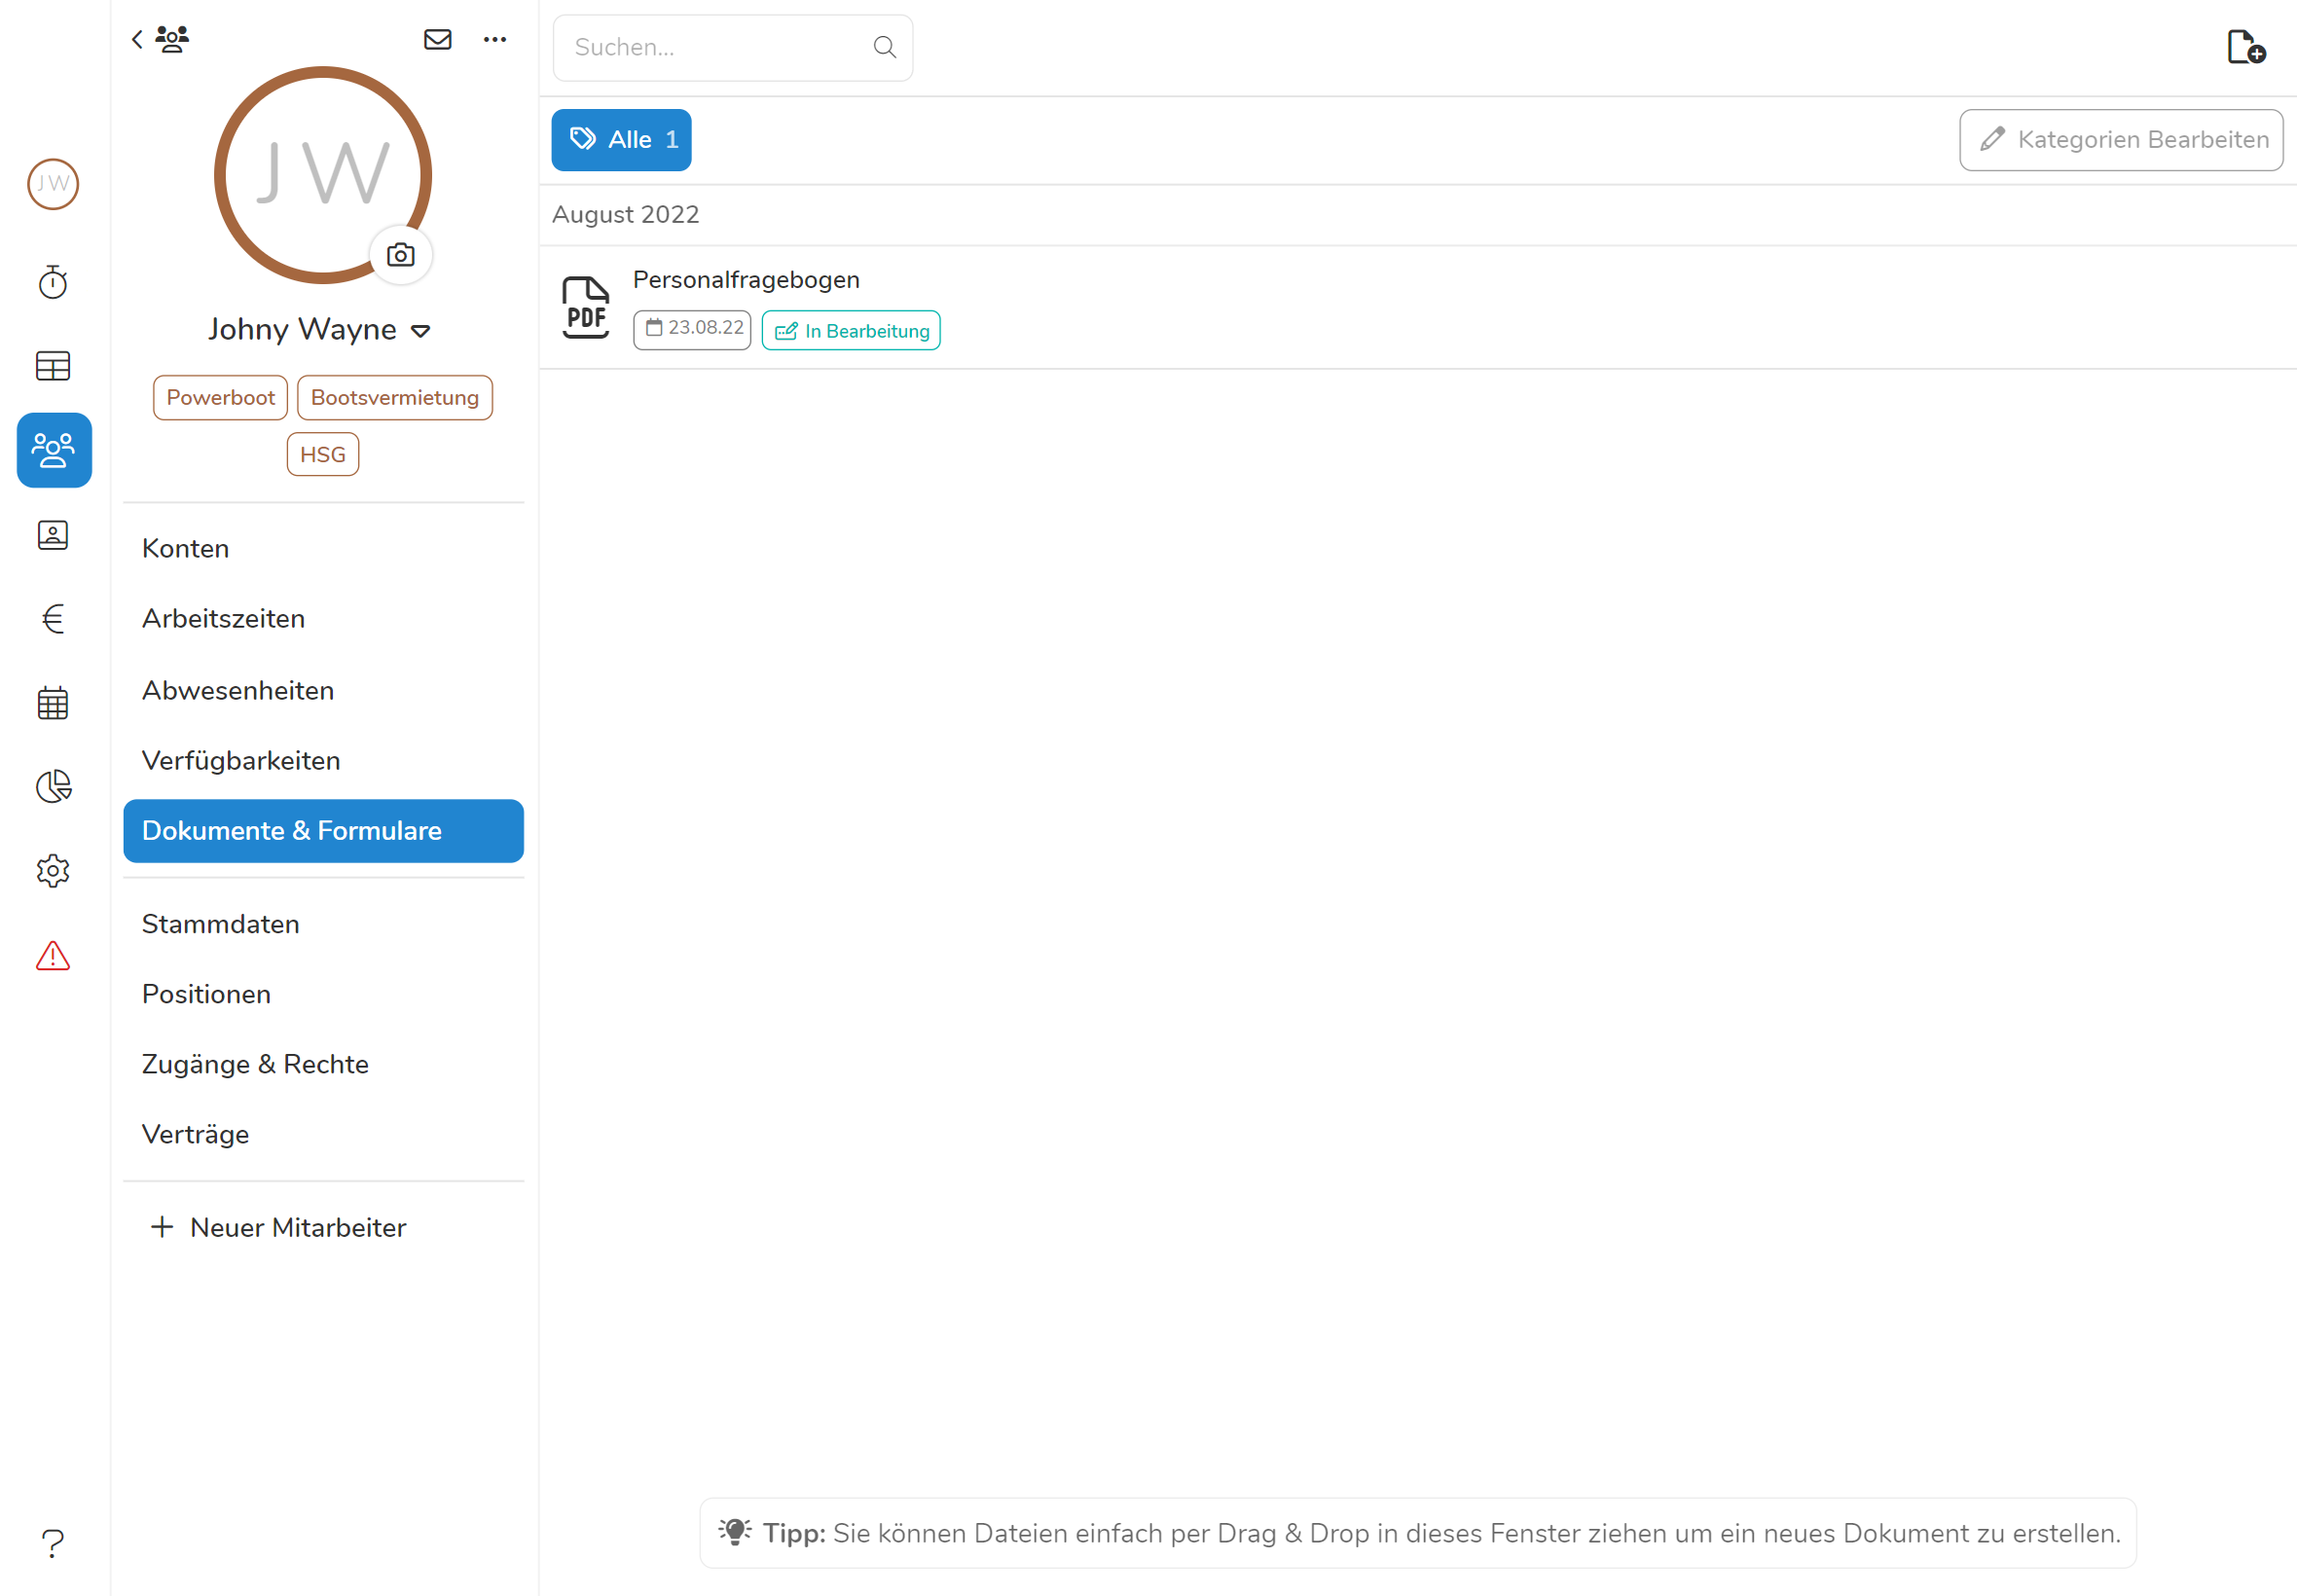 JW
JW
Johny Wayne
Powerboot
Bootsvermietung
HSG
Konten
Arbeitszeiten
Abwesenheiten
Verfügbarkeiten
Dokumente & Formulare
Stammdaten
Positionen
Zugänge & Rechte
Verträge
Neuer Mitarbeiter
Suchen...
Alle 1
Kategorien Bearbeiten
August 2022
Personalfragebogen
PDF
23.08.22
In Bearbeitung
Tipp: Sie können Dateien einfach per Drag & Drop in dieses Fenster ziehen um ein neues Dokument zu erstellen.